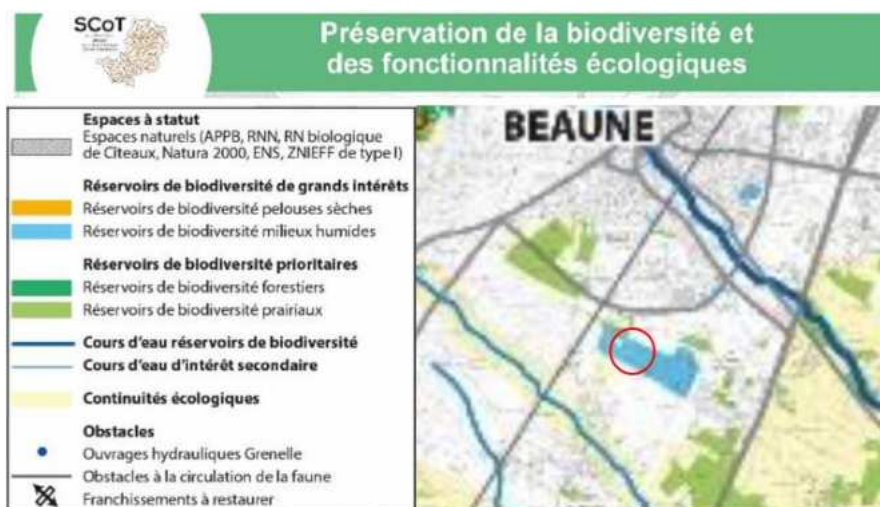 SCoT
Préservation de la biodiversité et
des fonctionnalités écologiques
Espaces à statut
Espaces naturels (APPB, RNN, RN biologique
de Cîteaux, Natura 2000, ENS, ZNIEFF de type I)
Réservoirs de biodiversité de grands intérêts
Réservoirs de biodiversité pelouses sèches
Réservoirs de biodiversité milieux humides
Réservoirs de biodiversité prioritaires
Réservoirs de biodiversité forestiers
Réservoirs de biodiversité prairiaux
Cours d'eau réservoirs de biodiversité
Cours d'eau d'intérêt secondaire
Continuités écologiques
Obstacles
Ouvrages hydrauliques Grenelle
Obstacles à la circulation de la faune
Franchissements à restaurer
BEAUNE